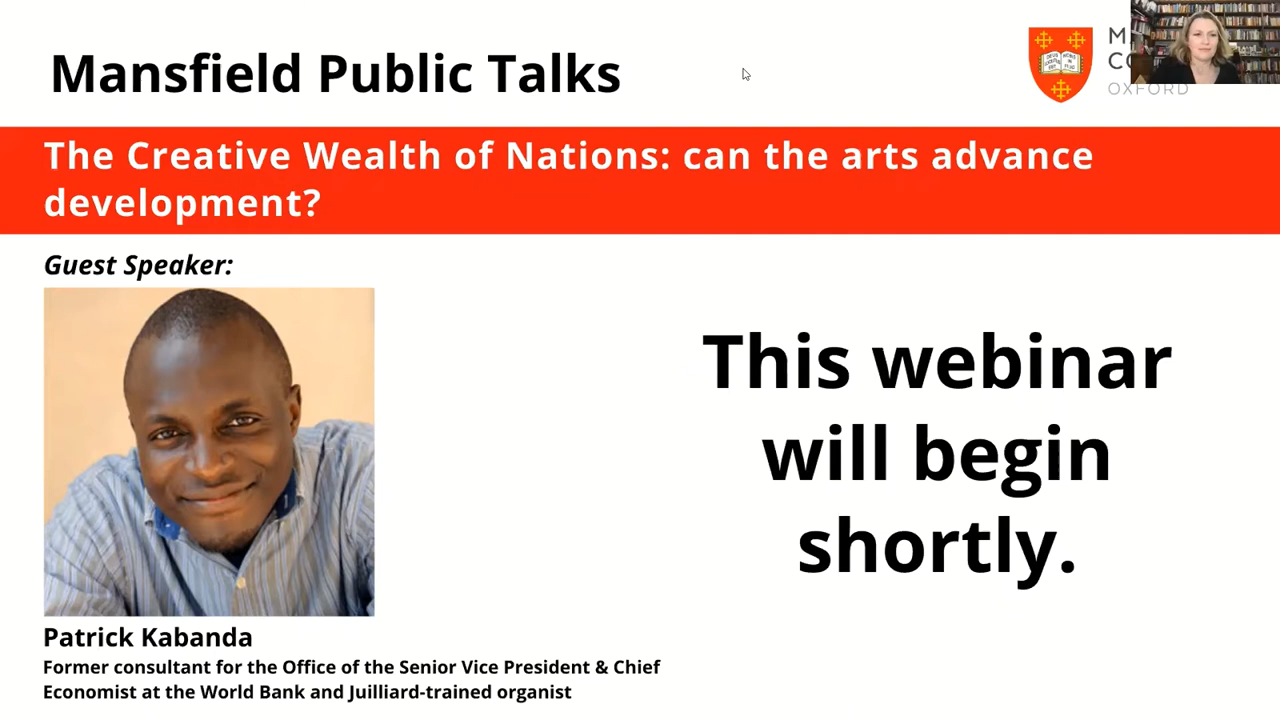 Mansfield Public Talks
M
CO
OXFORD
The Creative Wealth of Nations: can the arts advance
development?
Guest Speaker:
This webinar
will begin
shortly.
Patrick Kabanda
Former consultant for the Office of the Senior Vice President & Chief
Economist at the World Bank and Juilliard-trained organist